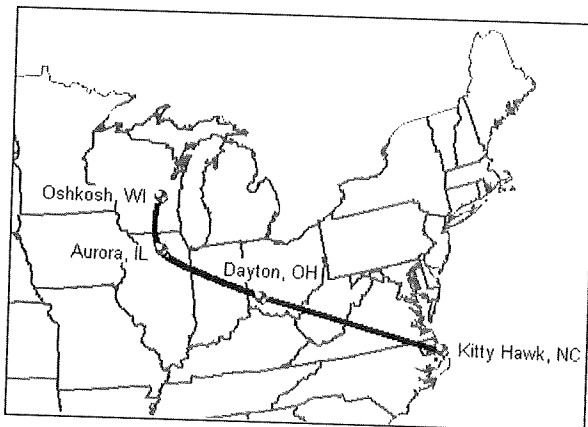 Oshkosh, WI
Aurora, IL
Dayton, OH
Kitty Hawk, NC